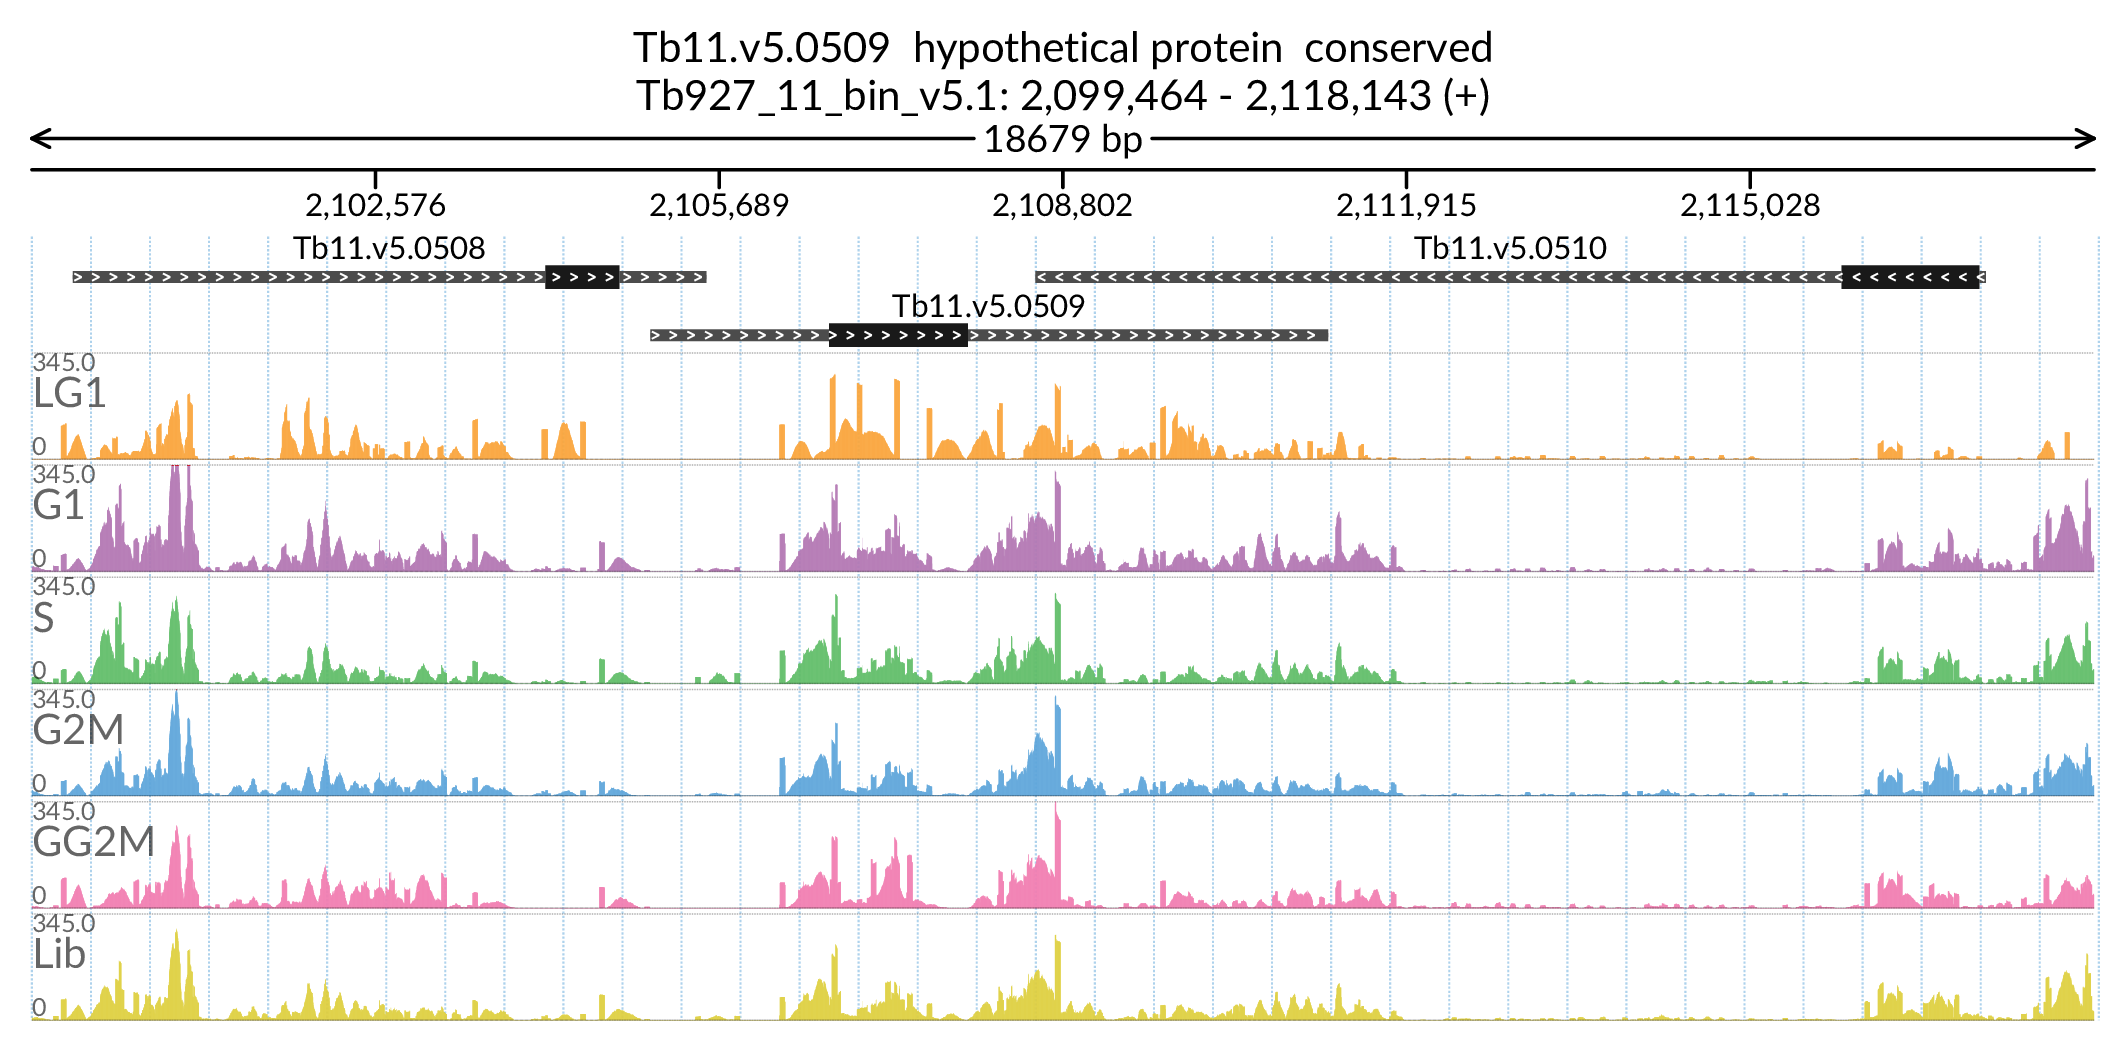 Tb11.v5.0509  hypothetical protein  conserved
Tb927_11_bin_v5.1: 2,099,464 - 2,118,143 (+)
18679 bp
2,102,576 2,105,689 2,108,802 2,111,915 2,115,028
Tb11.v5.0508 Tb11.v5.0510
Tb11.v5.0509
345.0
LG1
0
345.0
G1
0
345.0
S
0
345.0
G2M
0
345.0
GG2M
0
345.0
Lib
0